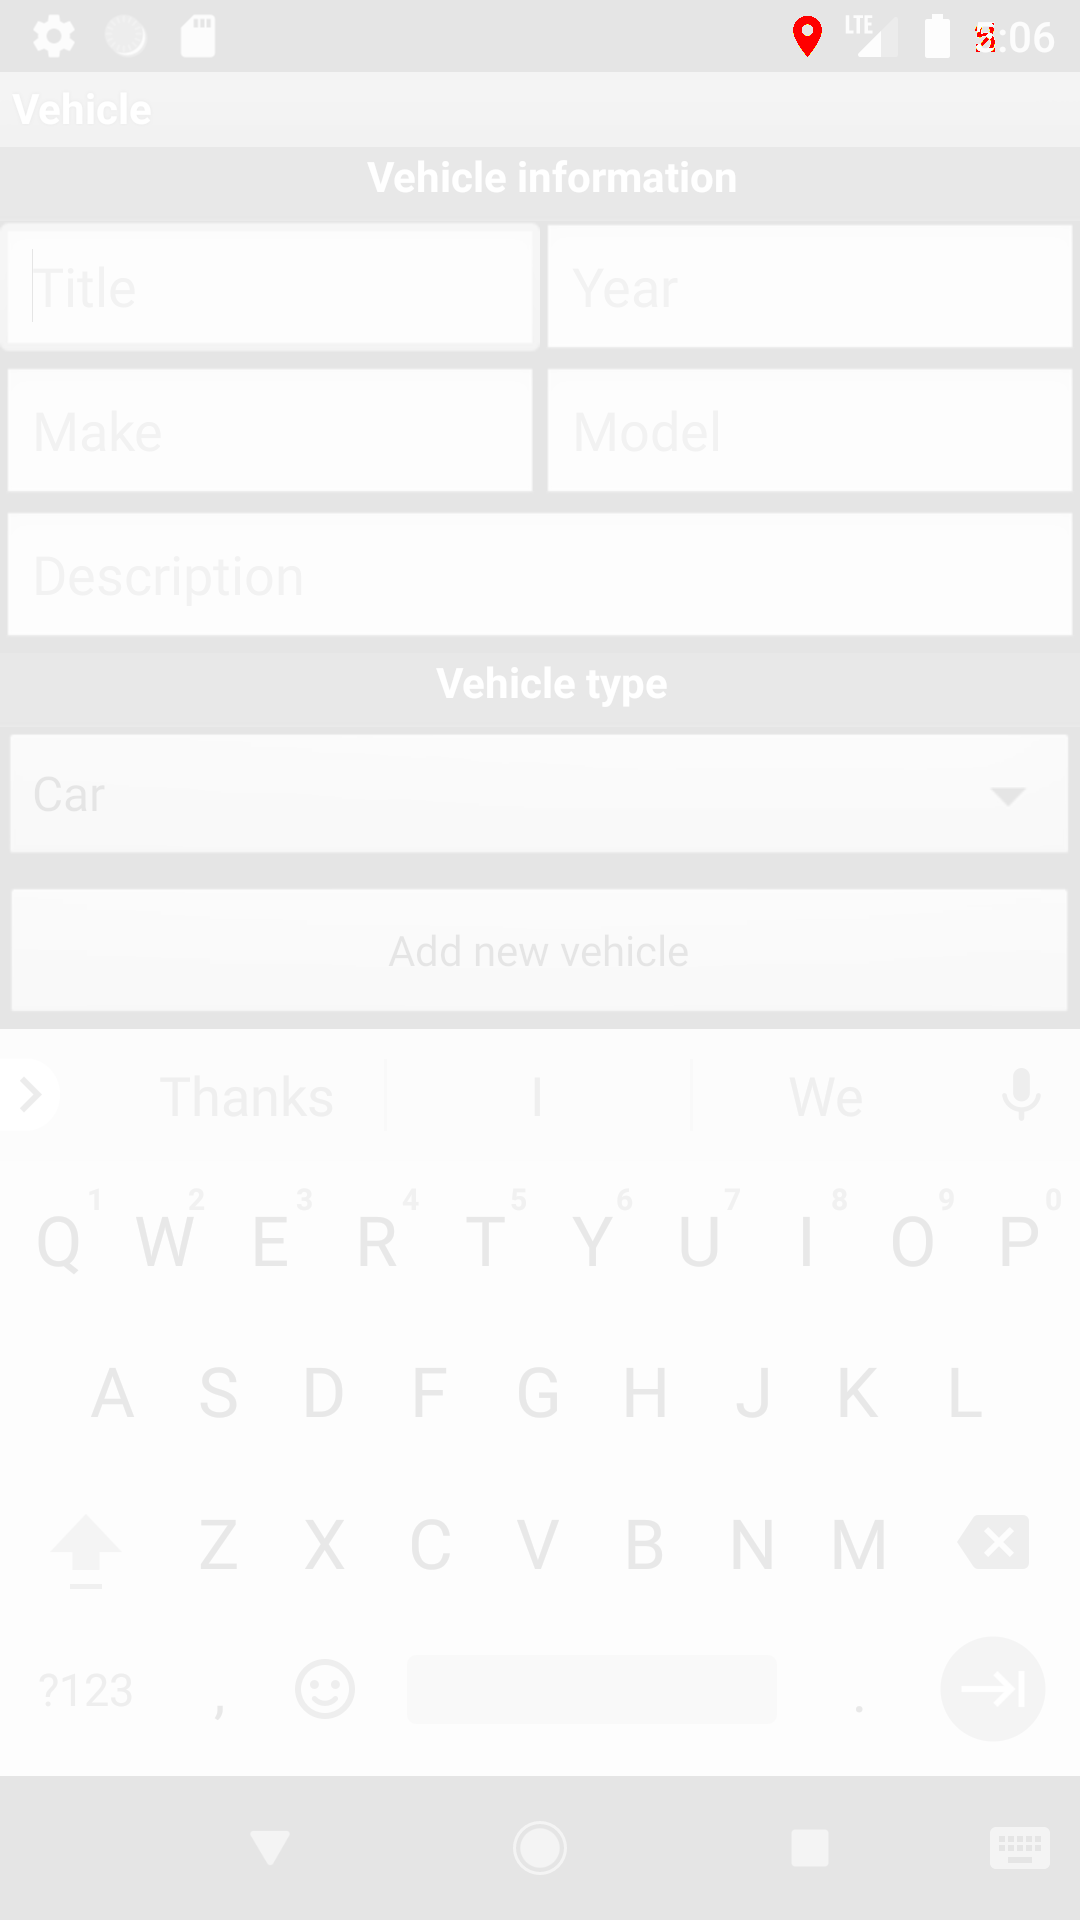 LTE :06
Vehicle
Vehicle information
Title Year
Make Model
Description
Vehicle type
Car
Add new vehicle
Thanks I We
1 2 3 4 5 6 7 8 9 0
Q W E R T Y U I O P
A S D F G H J K L
Z X C V B N M
?123 , .